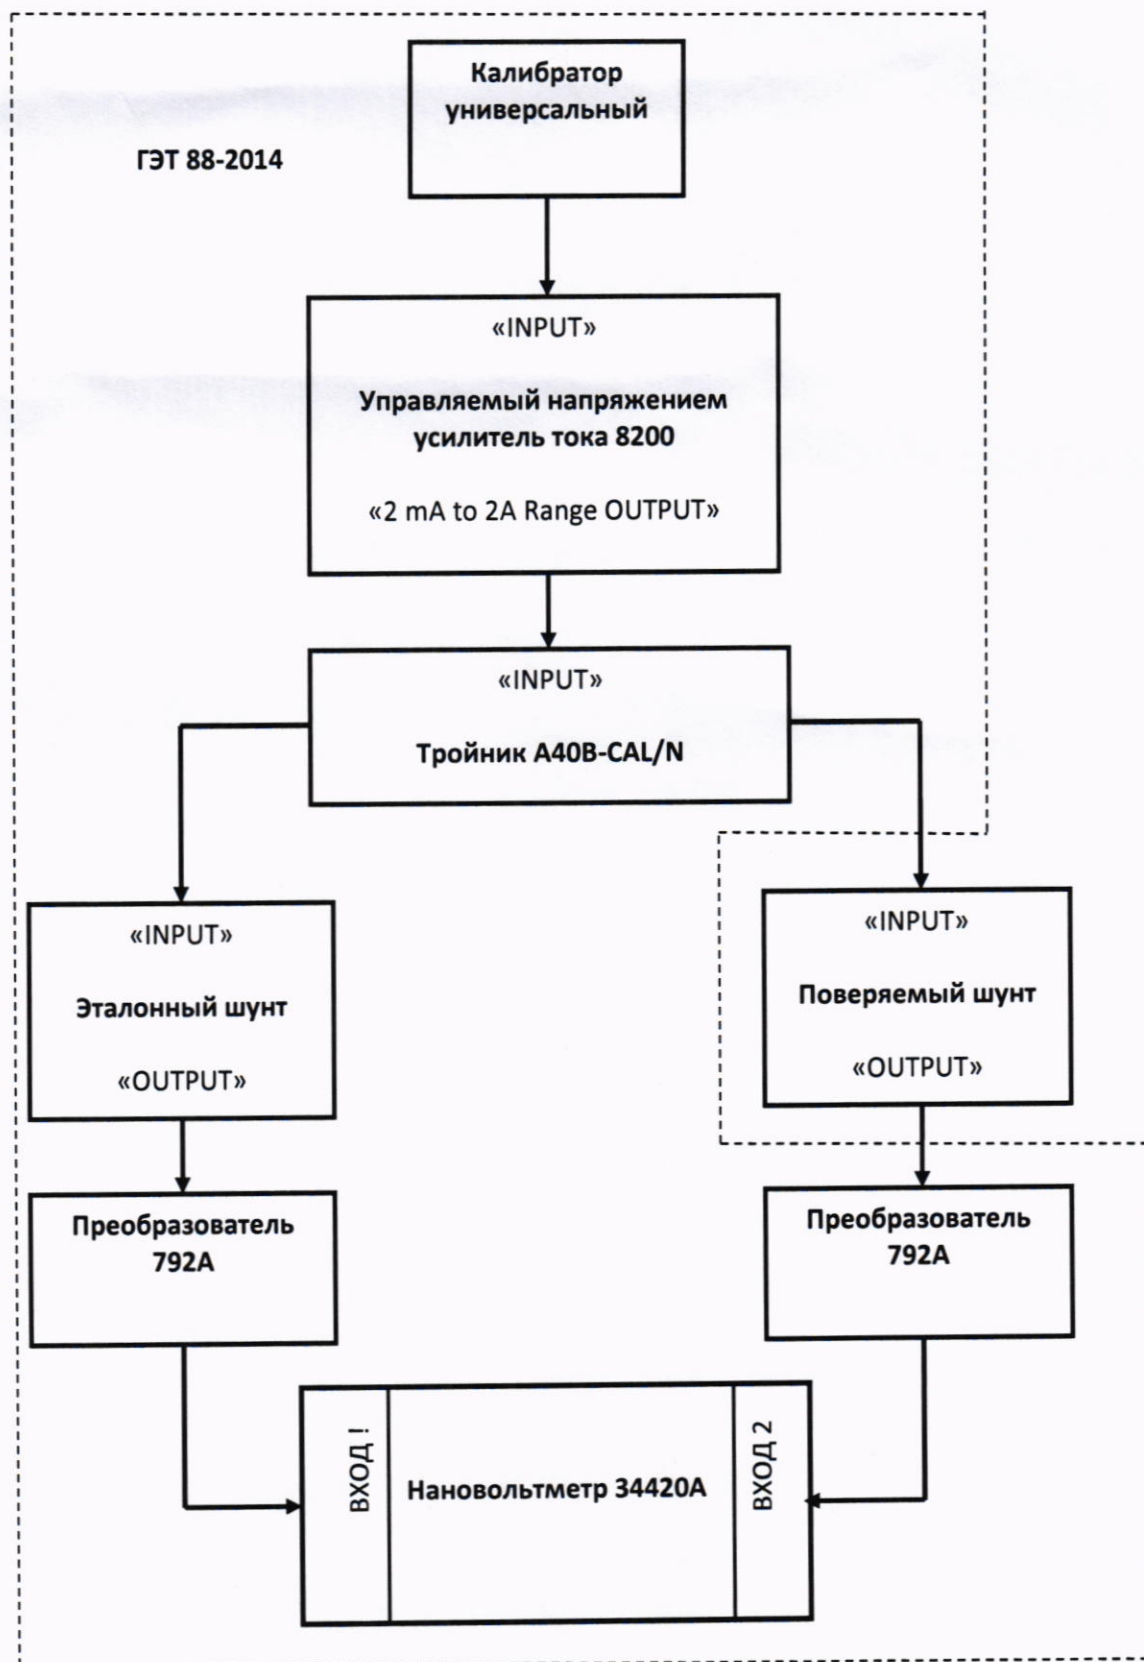 Калибратор
универсальный
ГЭТ 88-2014
«INPUT»
Управляемый напряжением
усилитель тока 8200
«2 mA to 2A Range OUTPUT»
«INPUT»
Тройник A40B-CAL/N
«INPUT»
Эталонный шунт
«OUTPUT»
«INPUT»
Поверяемый шунт
«OUTPUT»
Преобразователь
792A
Преобразователь
792A
ВХОД !
Нановольтметр 34420А
ВХОД 2